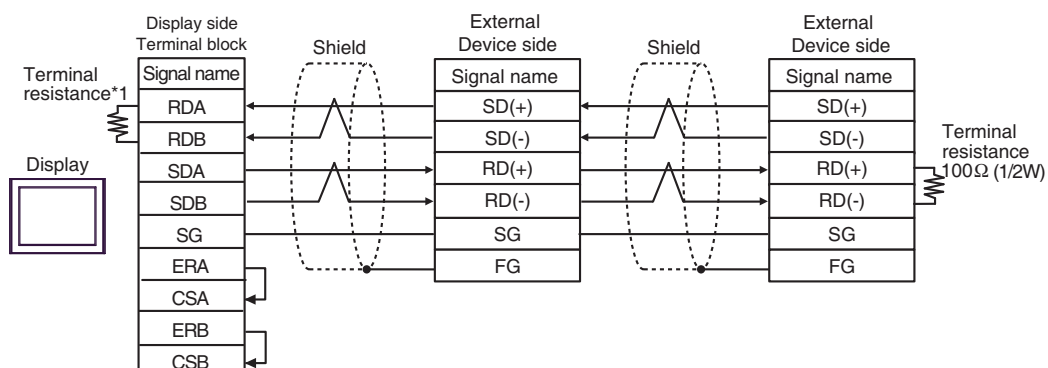 Display side
Terminal block
Signal name
RDA
RDB
SDA
SDB
SG
ERA
CSA
ERB
CSB
Terminal
resistance*1
Display
Shield
External
Device side
Signal name
SD(+)
SD(-)
RD(+)
RD(-)
SG
FG
Shield
External
Device side
Signal name
SD(+)
SD(-)
RD(+)
RD(-)
SG
FG
Terminal
resistance
100Ω (1/2W)